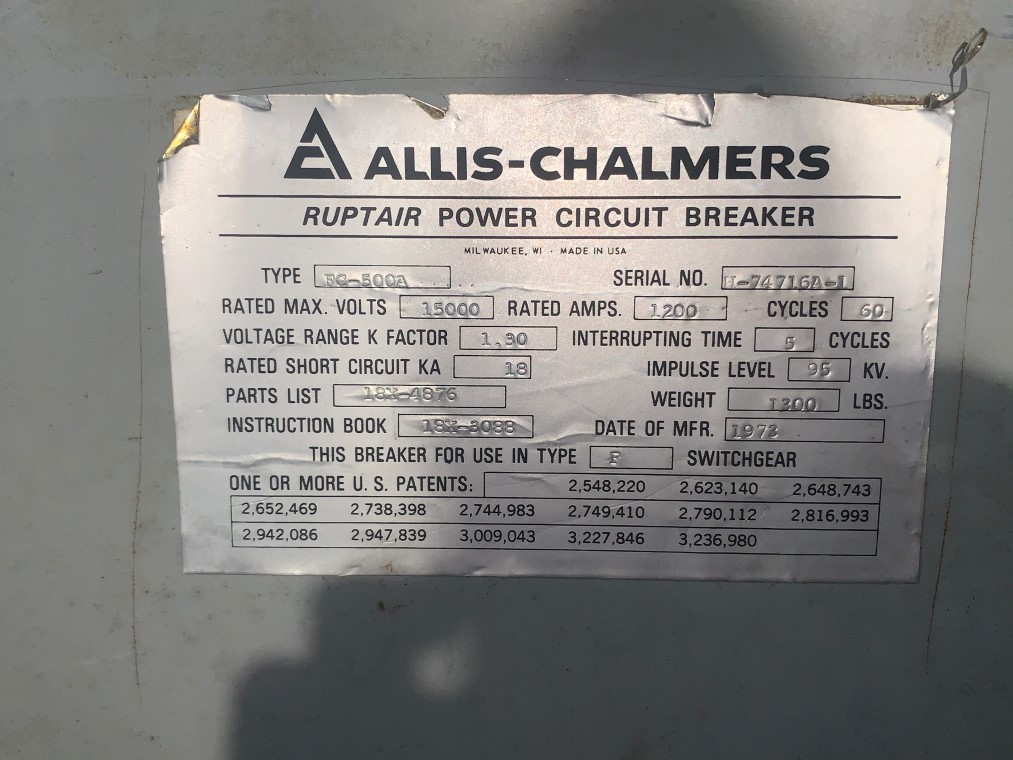 ALLIS-CHALMERS
RUPTAIR POWER CIRCUIT BREAKER
MILWAUKEE, WI · MADE IN USA
TYPE FC-500A SERIAL NO. 74716A-1
RATED MAX. VOLTS 15000 RATED AMPS. 1200 CYCLES 60
VOLTAGE RANGE K FACTOR 1.30 INTERRUPTING TIME 5 CYCLES
RATED SHORT CIRCUIT KA 18 IMPULSE LEVEL 95 KV.
PARTS LIST 18X-4876 WEIGHT 1200 LBS.
INSTRUCTION BOOK 18X-3088 DATE OF MFR. 1973
THIS BREAKER FOR USE IN TYPE F SWITCHGEAR
ONE OR MORE U.S. PATENTS: 2,548,220 2,623,140 2,648,743
2,652,469 2,738,398 2,744,983 2,749,410 2,790,112 2,816,993
2,942,086 2,947,839 3,009,043 3,227,846 3,236,980